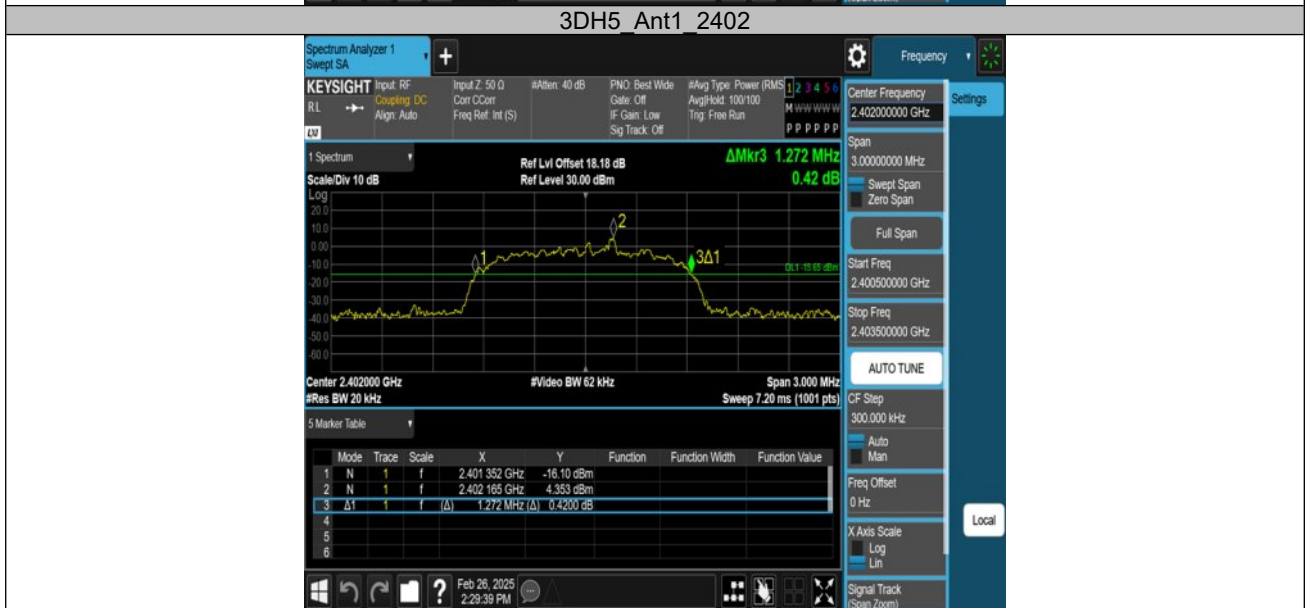 3DH5_Ant1_2402
Spectrum Analyzer 1
Swept SA
+
Frequency
KEYSIGHT
RL
LXI
Input: RF
Coupling: DC
Align: Auto
Input Z: 50 Ω
Corr CCorr
Freq Ref: Int (S)
#Atten: 40 dB
PNO: Best Wide
Gate: Off
IF Gain: Low
Sig Track: Off
#Avg Type: Power (RMS
Avg|Hold: 100/100
Trig: Free Run
1 2 3 4 5 6
M W W W W W
P P P P P P
1 Spectrum
Scale/Div 10 dB
Ref Lvl Offset 18.18 dB
Ref Level 30.00 dBm
ΔMkr3 1.272 MHz
0.42 dB
Log
20.0
10.0
0.00
-10.0
-20.0
-30.0
-40.0
-50.0
-60.0
1
2
3Δ1
DL1 -15.65 dBm
Center 2.402000 GHz
#Res BW 20 kHz
#Video BW 62 kHz
Span 3.000 MHz
Sweep 7.20 ms (1001 pts)
5 Marker Table
Mode Trace Scale X Y Function Function Width Function Value
1 N 1 f 2.401 352 GHz -16.10 dBm
2 N 1 f 2.402 165 GHz 4.353 dBm
3 Δ1 1 f (Δ) 1.272 MHz (Δ) 0.4200 dB
4
5
6
?
Feb 26, 2025
2:29:39 PM
Center Frequency
2.402000000 GHz
Settings
Span
3.00000000 MHz
Swept Span
Zero Span
Full Span
Start Freq
2.400500000 GHz
Stop Freq
2.403500000 GHz
AUTO TUNE
CF Step
300.000 kHz
Auto
Man
Freq Offset
0 Hz
X Axis Scale
Log
Lin
Local
Signal Track
(Span Zoom)